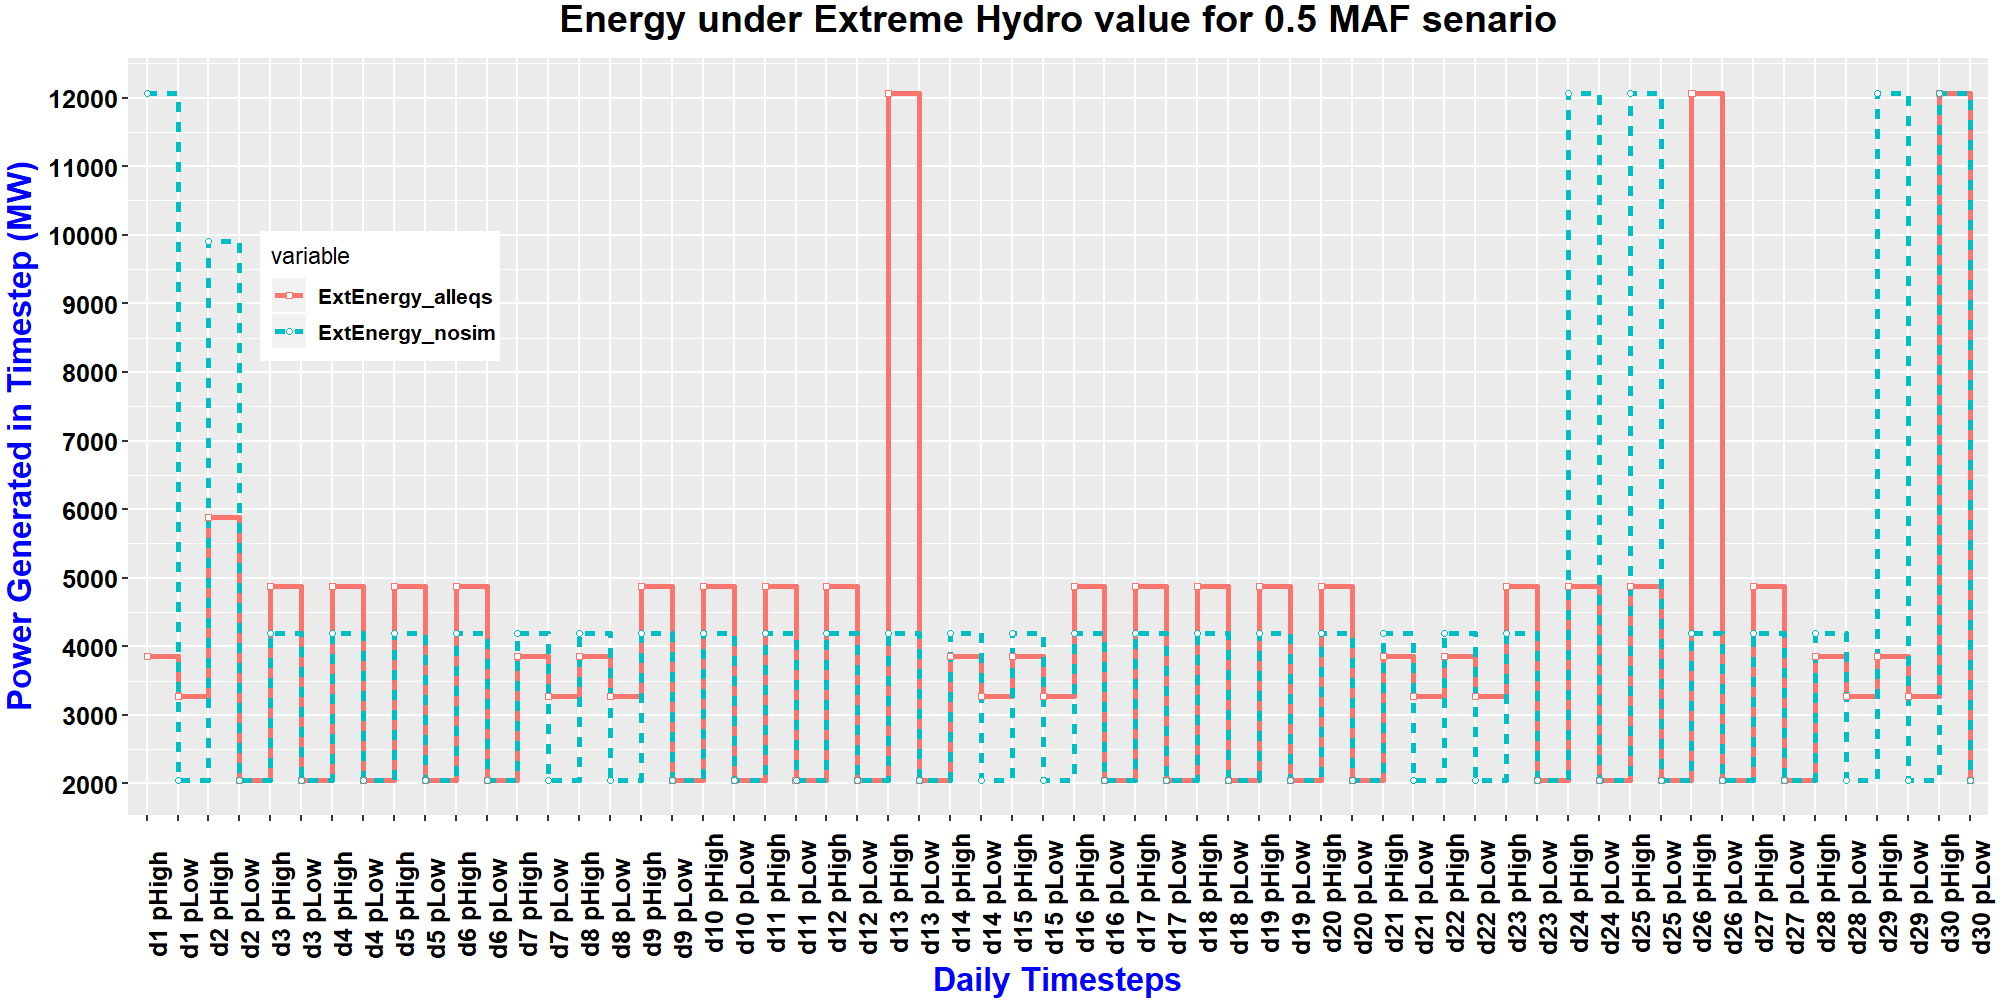 Energy under Extreme Hydro value for 0.5 MAF senario
Power Generated in Timestep (MW)
12000
11000
10000
9000
8000
7000
6000
5000
4000
3000
2000
variable
ExtEnergy_alleqs
ExtEnergy_nosim
d1 pHigh
d1 pLow
d2 pHigh
d2 pLow
d3 pHigh
d3 pLow
d4 pHigh
d4 pLow
d5 pHigh
d5 pLow
d6 pHigh
d6 pLow
d7 pHigh
d7 pLow
d8 pHigh
d8 pLow
d9 pHigh
d9 pLow
d10 pHigh
d10 pLow
d11 pHigh
d11 pLow
d12 pHigh
d12 pLow
d13 pHigh
d13 pLow
d14 pHigh
d14 pLow
d15 pHigh
d15 pLow
d16 pHigh
d16 pLow
d17 pHigh
d17 pLow
d18 pHigh
d18 pLow
d19 pHigh
d19 pLow
d20 pHigh
d20 pLow
d21 pHigh
d21 pLow
d22 pHigh
d22 pLow
d23 pHigh
d23 pLow
d24 pHigh
d24 pLow
d25 pHigh
d25 pLow
d26 pHigh
d26 pLow
d27 pHigh
d27 pLow
d28 pHigh
d28 pLow
d29 pHigh
d29 pLow
d30 pHigh
d30 pLow
Daily Timesteps